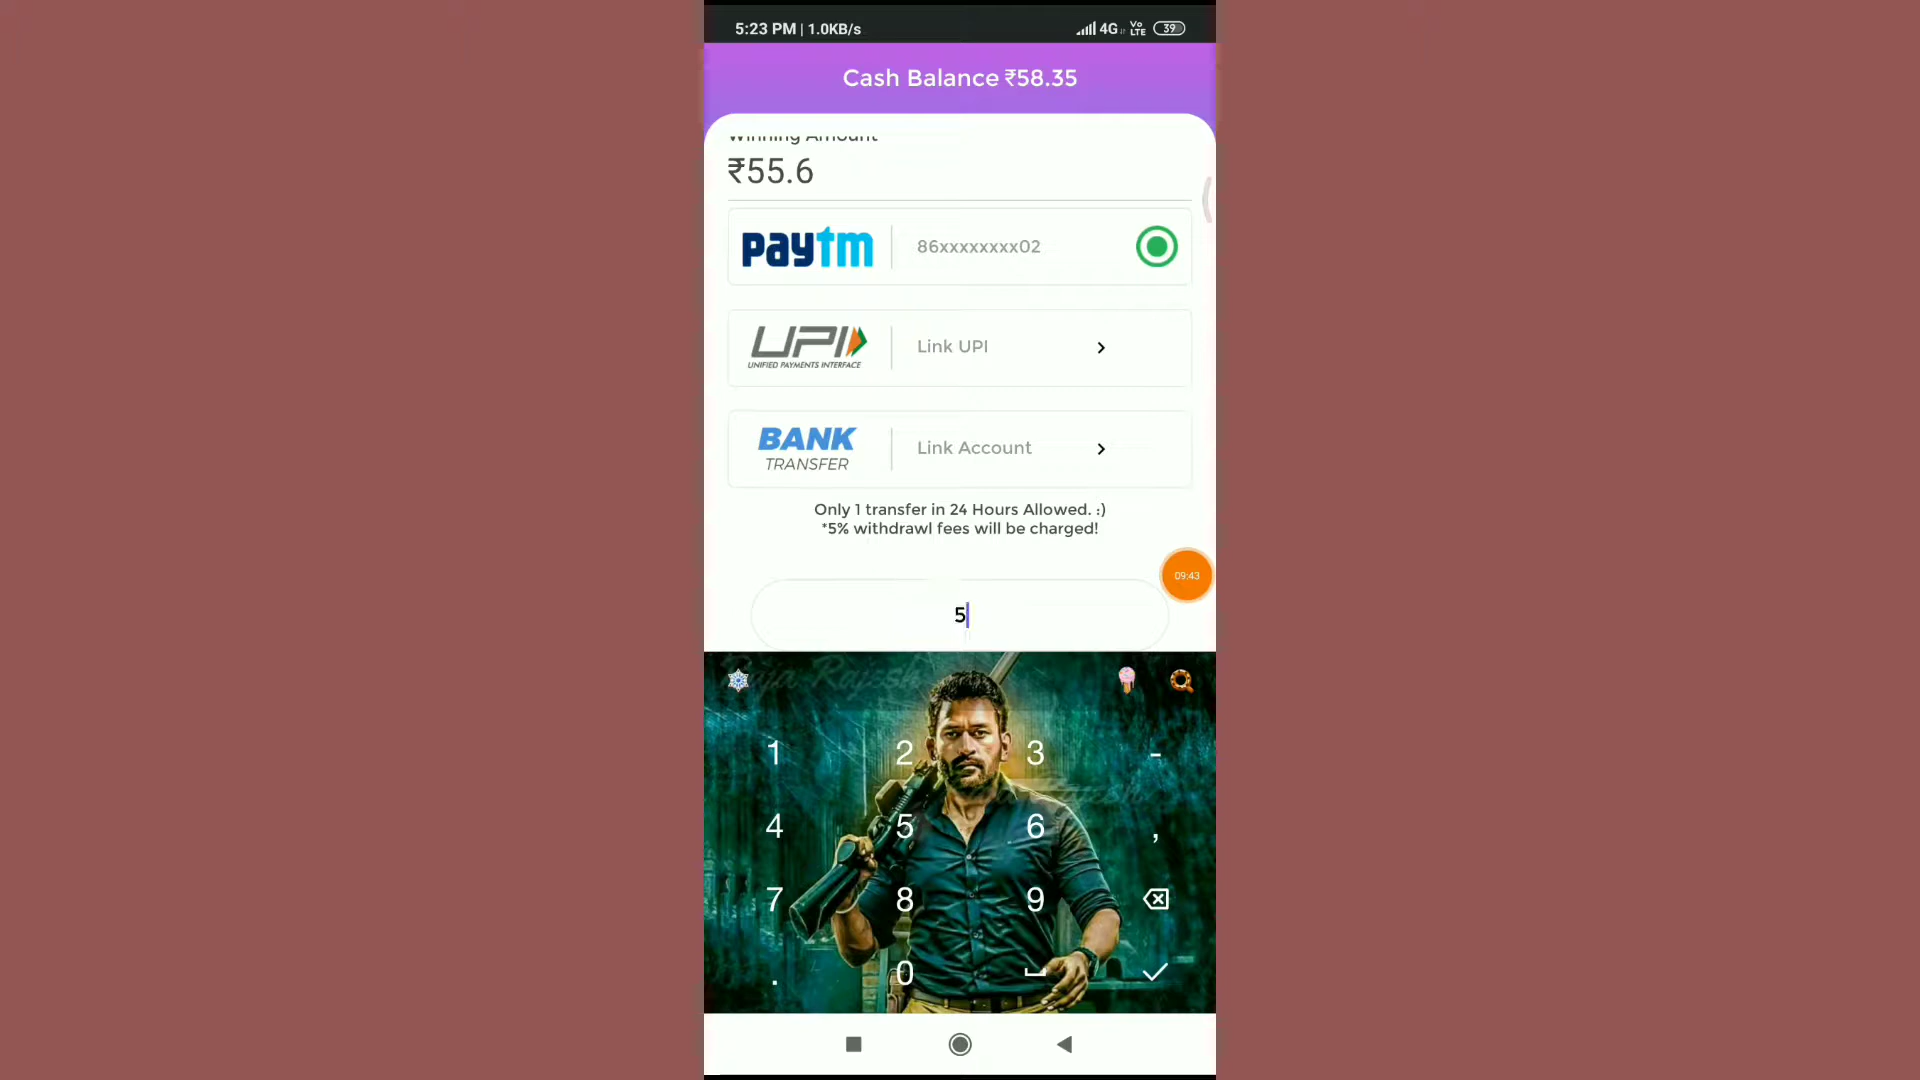 5:23 PM | 1.0KB/s
4G Vo LTE 39
Cash Balance ₹58.35
Winning Amount
₹55.6
paytm 86xxxxxxxx02
UPI Link UPI
UNIFIED PAYMENTS INTERFACE
BANK Link Account
TRANSFER
Only 1 transfer in 24 Hours Allowed. :)
*5% withdrawl fees will be charged!
09:43
5
1 2 3 -
4 5 6 ,
7 8 9
. 0